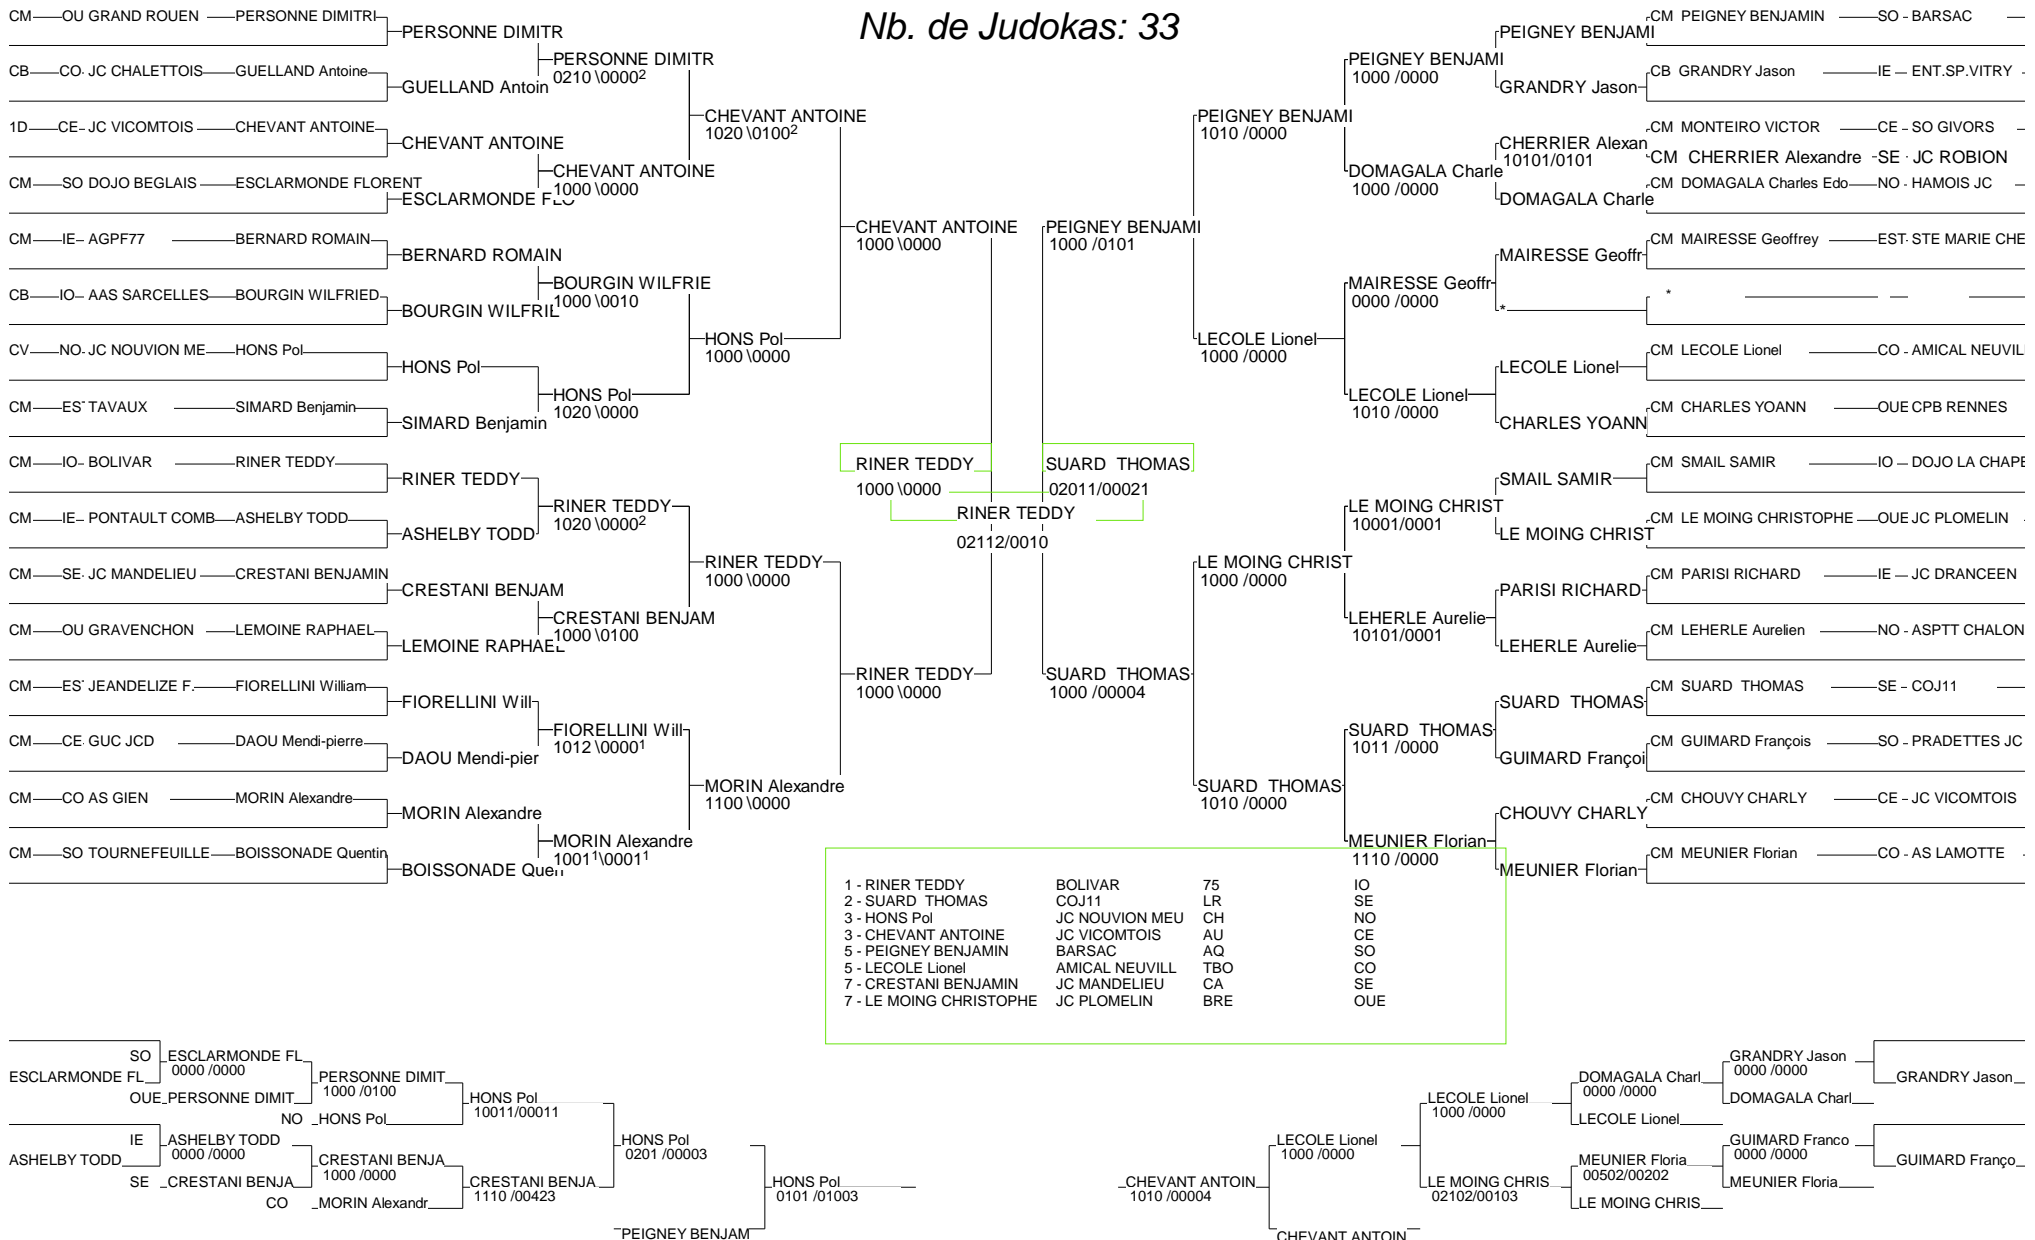 Nb. de Judokas: 33
CM OU GRAND ROUEN PERSONNE DIMITRI
CB CO- JC CHALETTOIS GUELLAND Antoine
1D CE- JC VICOMTOIS CHEVANT ANTOINE
CM SO DOJO BEGLAIS ESCLARMONDE FLORENT
CM IE- AGPF77 BERNARD ROMAIN
CB IO- AAS SARCELLES BOURGIN WILFRIED
CV NO- JC NOUVION ME HONS Pol
CM ES TAVAUX SIMARD Benjamin
CM IO- BOLIVAR RINER TEDDY
CM IE- PONTAULT COMB ASHELBY TODD
CM SE- JC MANDELIEU CRESTANI BENJAMIN
CM OU GRAVENCHON LEMOINE RAPHAEL
CM ES JEANDELIZE F. FIORELLINI William
CM CE- GUC JCD DAOU Mendi-pierre
CM CO AS GIEN MORIN Alexandre
CM SO TOURNEFEUILLE BOISSONADE Quentin
PERSONNE DIMITR
GUELLAND Antoin
CHEVANT ANTOINE
ESCLARMONDE FLO
BERNARD ROMAIN
BOURGIN WILFRIE
HONS Pol
SIMARD Benjamin
RINER TEDDY
ASHELBY TODD
CRESTANI BENJAM
LEMOINE RAPHAEL
FIORELLINI Will
DAOU Mendi-pier
MORIN Alexandre
BOISSONADE Quen
PERSONNE DIMITR
0210 \0000²
CHEVANT ANTOINE
1000 \0000
BOURGIN WILFRIE
1000 \0010
HONS Pol
1020 \0000
RINER TEDDY
1020 \0000²
CRESTANI BENJAM
1000 \0100
FIORELLINI Will
1012 \0000¹
MORIN Alexandre
1001¹\0001¹
CHEVANT ANTOINE
1020 \0100²
HONS Pol
1000 \0000
RINER TEDDY
1000 \0000
MORIN Alexandre
1100 \0000
CHEVANT ANTOINE
1000 \0000
RINER TEDDY
1000 \0000
RINER TEDDY
1000 \0000
SUARD THOMAS
02011/00021
RINER TEDDY
02112/0010
PEIGNEY BENJAMI
1000 /0101
SUARD THOMAS
1000 /00004
PEIGNEY BENJAMI
1010 /0000
LECOLE Lionel
1000 /0000
LE MOING CHRIST
1000 /0000
SUARD THOMAS
1010 /0000
PEIGNEY BENJAMI
1000 /0000
DOMAGALA Charle
1000 /0000
MAIRESSE Geoffr
0000 /0000
LECOLE Lionel
1010 /0000
LE MOING CHRIST
10001/0001
LEHERLE Aurelie
10101/0001
SUARD THOMAS
1011 /0000
MEUNIER Florian
1110 /0000
PEIGNEY BENJAMI
GRANDRY Jason
CHERRIER Alexan
10101/0101
DOMAGALA Charle
MAIRESSE Geoffr
*
LECOLE Lionel
CHARLES YOANN
SMAIL SAMIR
LE MOING CHRIST
PARISI RICHARD
LEHERLE Aurelie
SUARD THOMAS
GUIMARD Françoi
CHOUVY CHARLY
MEUNIER Florian
CM PEIGNEY BENJAMIN SO - BARSAC
CB GRANDRY Jason IE - ENT.SP.VITRY
CM MONTEIRO VICTOR CE - SO GIVORS
CM CHERRIER Alexandre -SE - JC ROBION
CM DOMAGALA Charles Edo NO - HAMOIS JC
CM MAIRESSE Geoffrey EST- STE MARIE CHE
*
CM LECOLE Lionel CO - AMICAL NEUVIL
CM CHARLES YOANN OUE CPB RENNES
CM SMAIL SAMIR IO - DOJO LA CHAPE
CM LE MOING CHRISTOPHE OUE JC PLOMELIN
CM PARISI RICHARD IE - JC DRANCEEN
CM LEHERLE Aurelien NO - ASPTT CHALON
CM SUARD THOMAS SE - COJ11
CM GUIMARD François SO - PRADETTES JC
CM CHOUVY CHARLY CE - JC VICOMTOIS
CM MEUNIER Florian CO - AS LAMOTTE
1 - RINER TEDDY BOLIVAR 75 IO
2 - SUARD THOMAS COJ11 LR SE
3 - HONS Pol JC NOUVION MEU CH NO
3 - CHEVANT ANTOINE JC VICOMTOIS AU CE
5 - PEIGNEY BENJAMIN BARSAC AQ SO
5 - LECOLE Lionel AMICAL NEUVILL TBO CO
7 - CRESTANI BENJAMIN JC MANDELIEU CA SE
7 - LE MOING CHRISTOPHE JC PLOMELIN BRE OUE
SO
ESCLARMONDE FL
OUE
IE
ASHELBY TODD
SE
ESCLARMONDE FL
0000 /0000
PERSONNE DIMIT
NO
ASHELBY TODD
0000 /0000
CRESTANI BENJA
CO
PERSONNE DIMIT
1000 /0100
HONS Pol
CRESTANI BENJA
1000 /0000
MORIN Alexandr
HONS Pol
10011/00011
CRESTANI BENJA
1110 /00423
HONS Pol
0201 /00003
PEIGNEY BENJAM
HONS Pol
0101 /01003
CHEVANT ANTOIN
1010 /00004
LECOLE Lionel
1000 /0000
CHEVANT ANTOIN
LECOLE Lionel
1000 /0000
LE MOING CHRIS
02102/00103
DOMAGALA Charl
0000 /0000
LECOLE Lionel
MEUNIER Floria
00502/00202
LE MOING CHRIS
GRANDRY Jason
0000 /0000
DOMAGALA Charl
GUIMARD Franco
0000 /0000
MEUNIER Floria
GRANDRY Jason
GUIMARD Franço